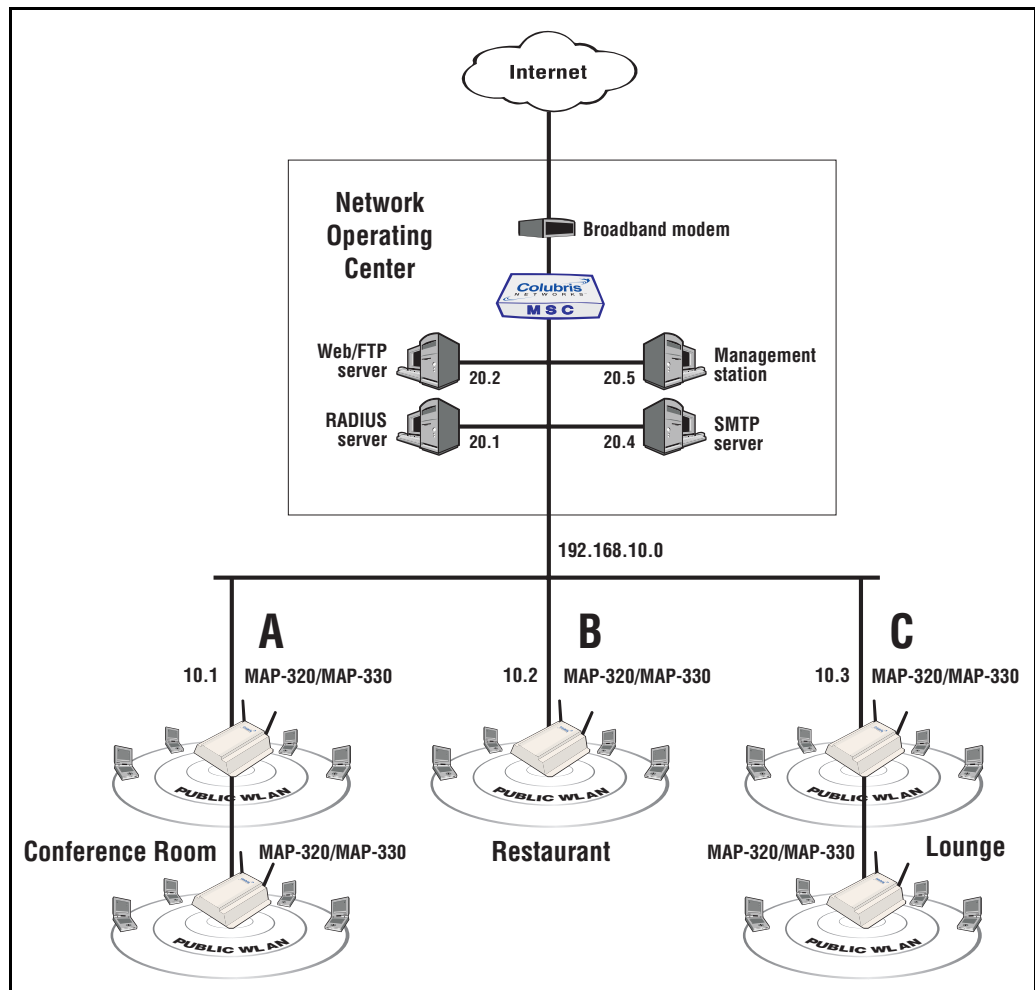 Internet
Network
Operating
Center
Broadband modem
Colubris
NETWORKS
MSC
Web/FTP
server
20.2
20.5
Management
station
RADIUS
server
20.1
20.4
SMTP
server
192.168.10.0
A
B
C
10.1
MAP-320/MAP-330
10.2
MAP-320/MAP-330
10.3
MAP-320/MAP-330
PUBLIC WLAN
PUBLIC WLAN
PUBLIC WLAN
Conference Room
MAP-320/MAP-330
Restaurant
MAP-320/MAP-330
Lounge
PUBLIC WLAN
PUBLIC WLAN